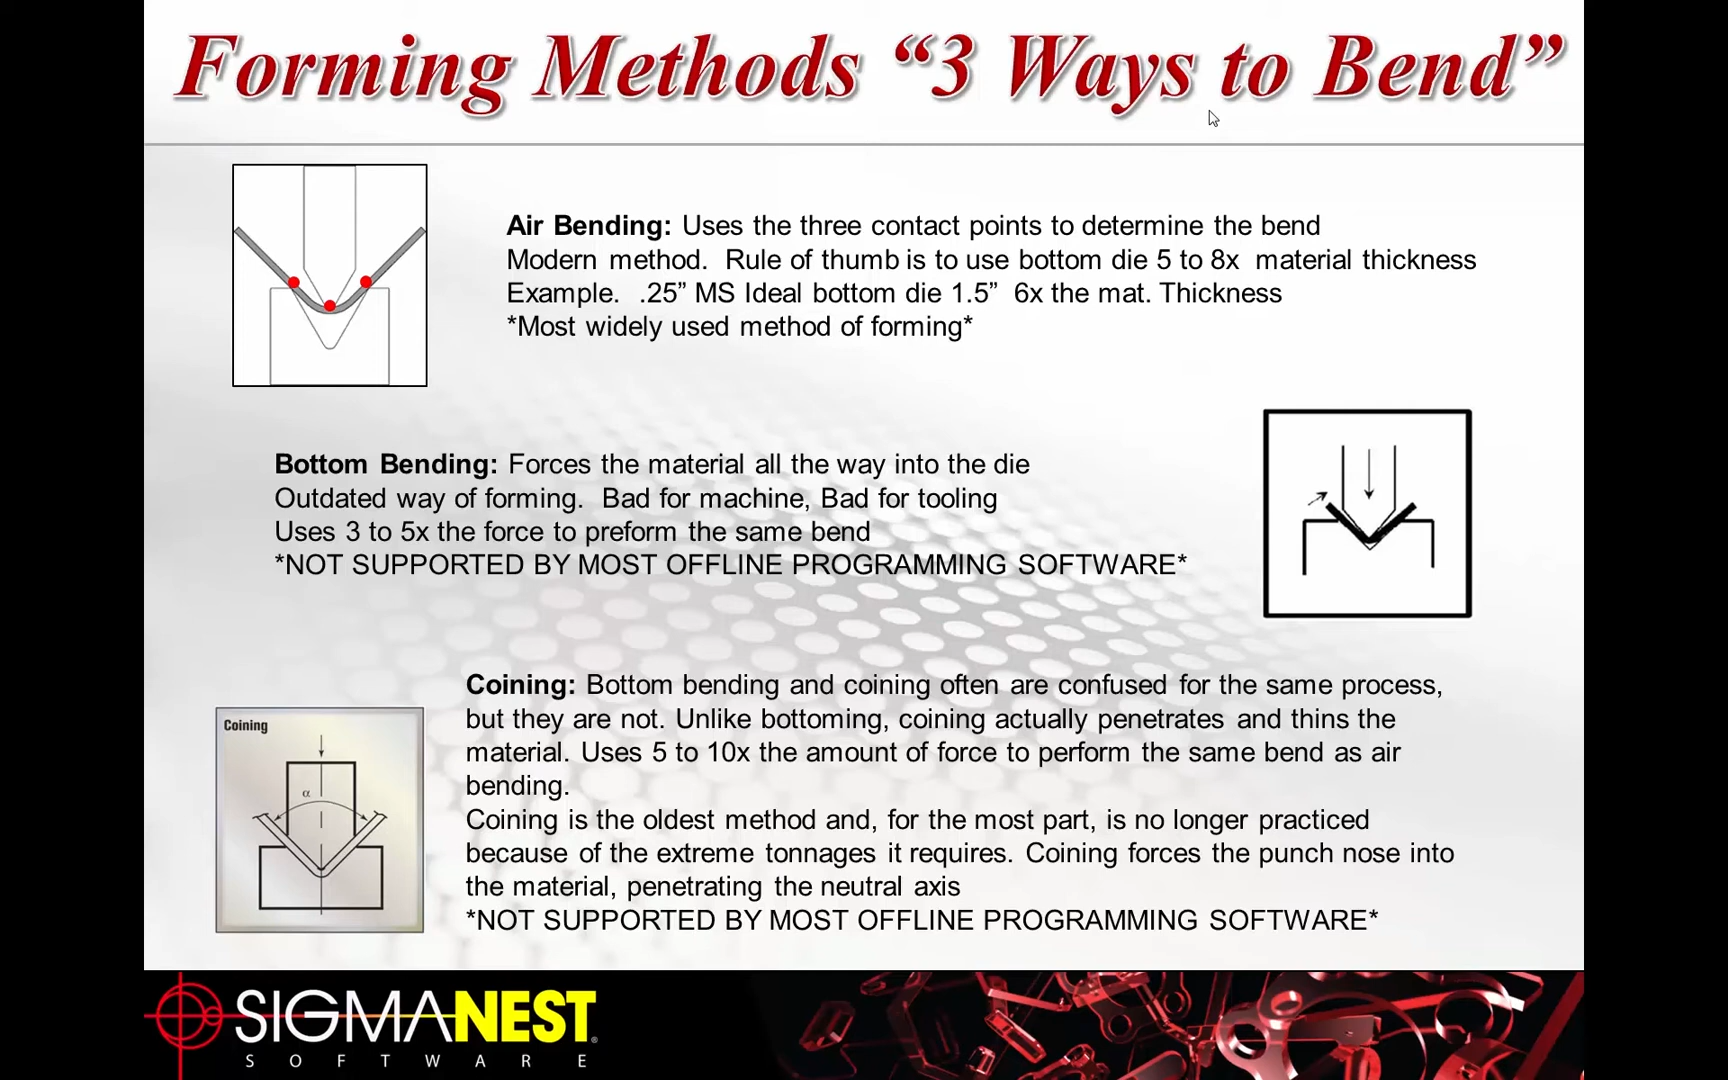 Forming Methods “3 Ways to Bend”
Air Bending: Uses the three contact points to determine the bend
Modern method. Rule of thumb is to use bottom die 5 to 8x material thickness
Example. .25” MS Ideal bottom die 1.5” 6x the mat. Thickness
*Most widely used method of forming*
Bottom Bending: Forces the material all the way into the die
Outdated way of forming. Bad for machine, Bad for tooling
Uses 3 to 5x the force to preform the same bend
*NOT SUPPORTED BY MOST OFFLINE PROGRAMMING SOFTWARE*
Coining: Bottom bending and coining often are confused for the same process,
but they are not. Unlike bottoming, coining actually penetrates and thins the
material. Uses 5 to 10x the amount of force to perform the same bend as air
bending.
Coining is the oldest method and, for the most part, is no longer practiced
because of the extreme tonnages it requires. Coining forces the punch nose into
the material, penetrating the neutral axis
*NOT SUPPORTED BY MOST OFFLINE PROGRAMMING SOFTWARE*
Coining
α
SIGMANEST®
SOFTWARE